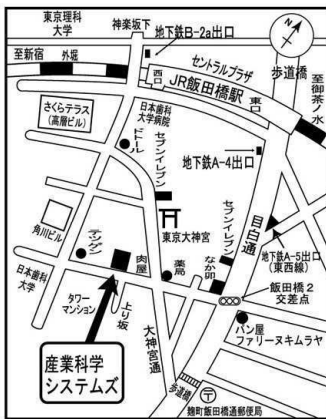 東京理科
大学
神楽坂下
地下鉄B-2a出口
N
至新宿
外堀
セントラルプラザ
西口
JR飯田橋駅
東口
歩道橋
至御茶ノ水
さくらテラス
(高層ビル)
日本歯科
大学病院
ドトール
セブンイレブン
地下鉄A-4出口
角川ビル
テンゲン
肉屋
東京大神宮
セブンイレブン
目白通
地下鉄A-5出口
(東西線)
日本歯科
大学
タワー
マンション
上り坂
薬局
なか卯
飯田橋2
交差点
大神宮通
パン屋
ファリーヌキムラヤ
産業科学
システムズ
歩道橋
〒
麹町飯田橋通郵便局